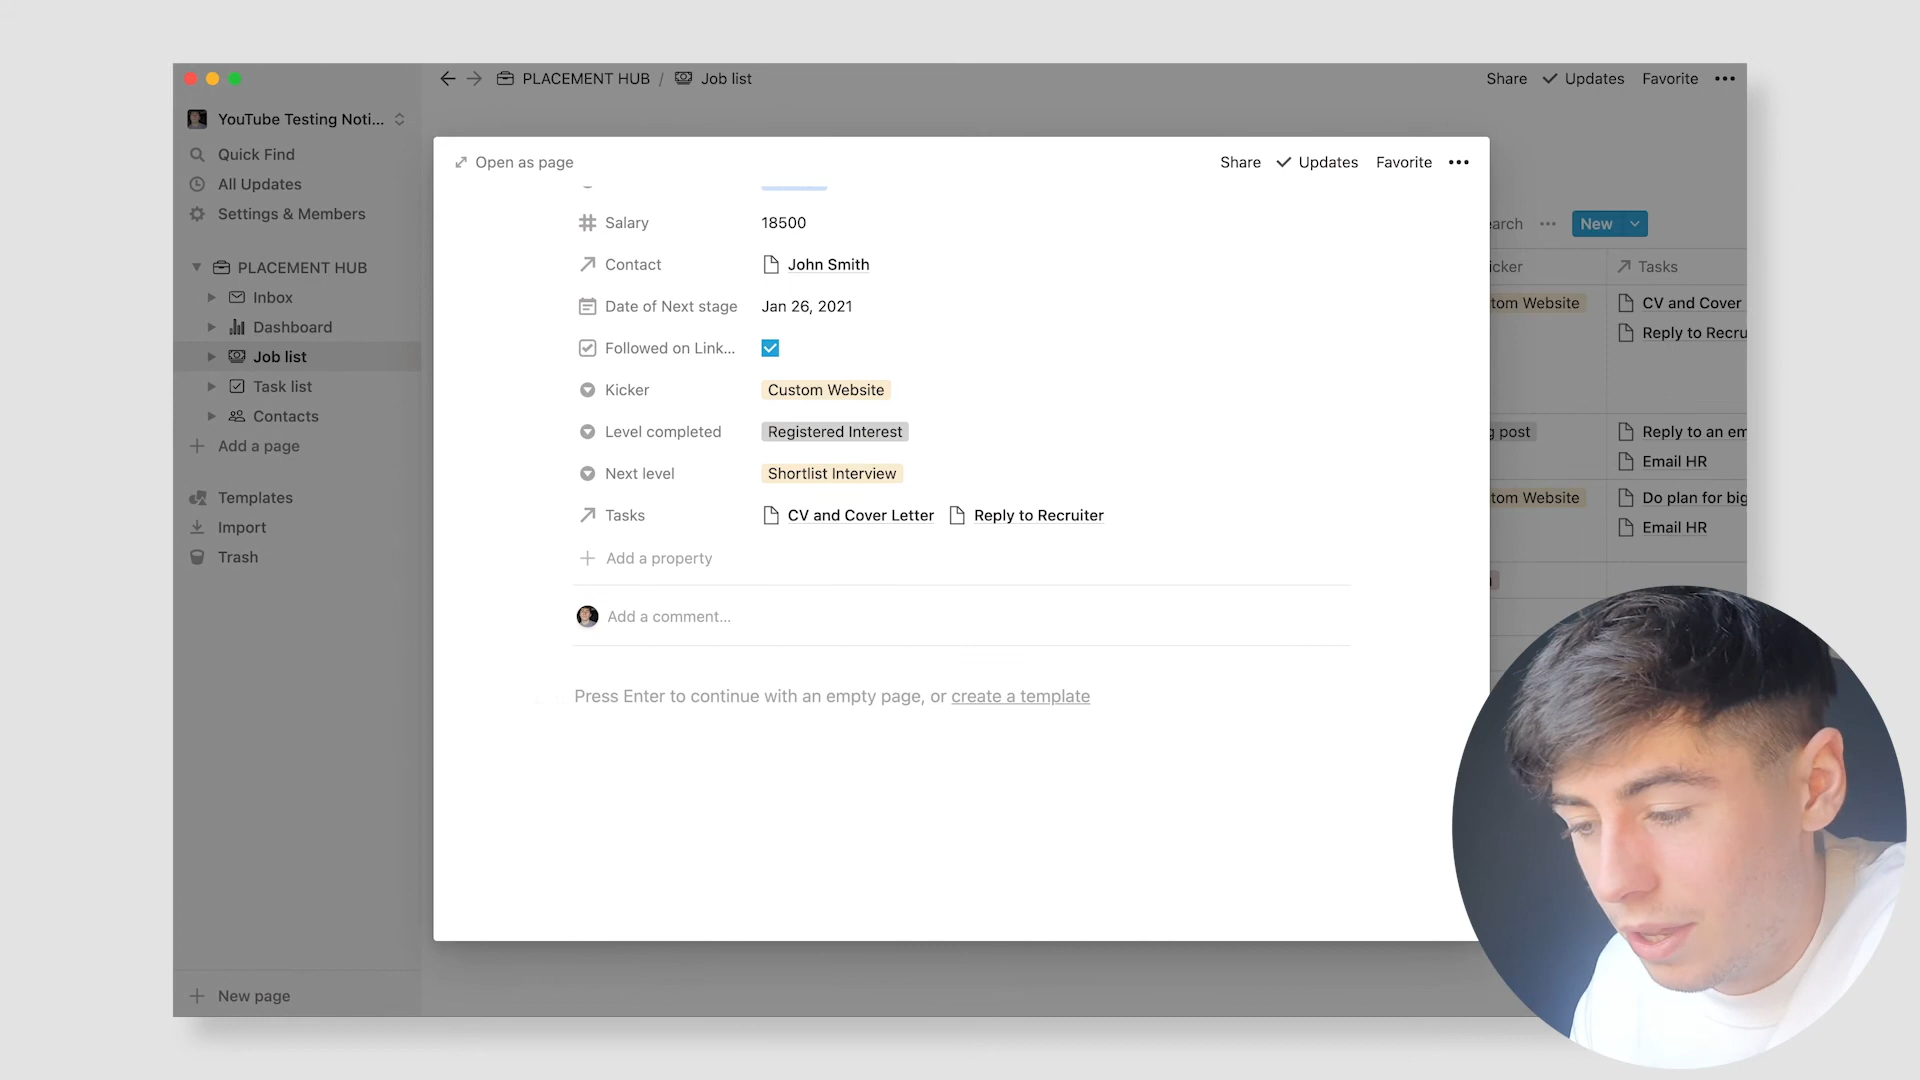 PLACEMENT HUB / Job list
Share Updates Favorite
YouTube Testing Noti...
Quick Find
All Updates
Settings & Members
PLACEMENT HUB
Inbox
Dashboard
Job list
Task list
Contacts
Add a page
Templates
Import
Trash
New page
Open as page
Share Updates Favorite
Salary 18500
Contact John Smith
Date of Next stage Jan 26, 2021
Followed on Link...
Kicker Custom Website
Level completed Registered Interest
Next level Shortlist Interview
Tasks CV and Cover Letter Reply to Recruiter
Add a property
Add a comment...
Press Enter to continue with an empty page, or create a template
New
Tasks
Website CV and Cover
Reply to
post Reply to an
Email HR
Website Do plan for
Email HR